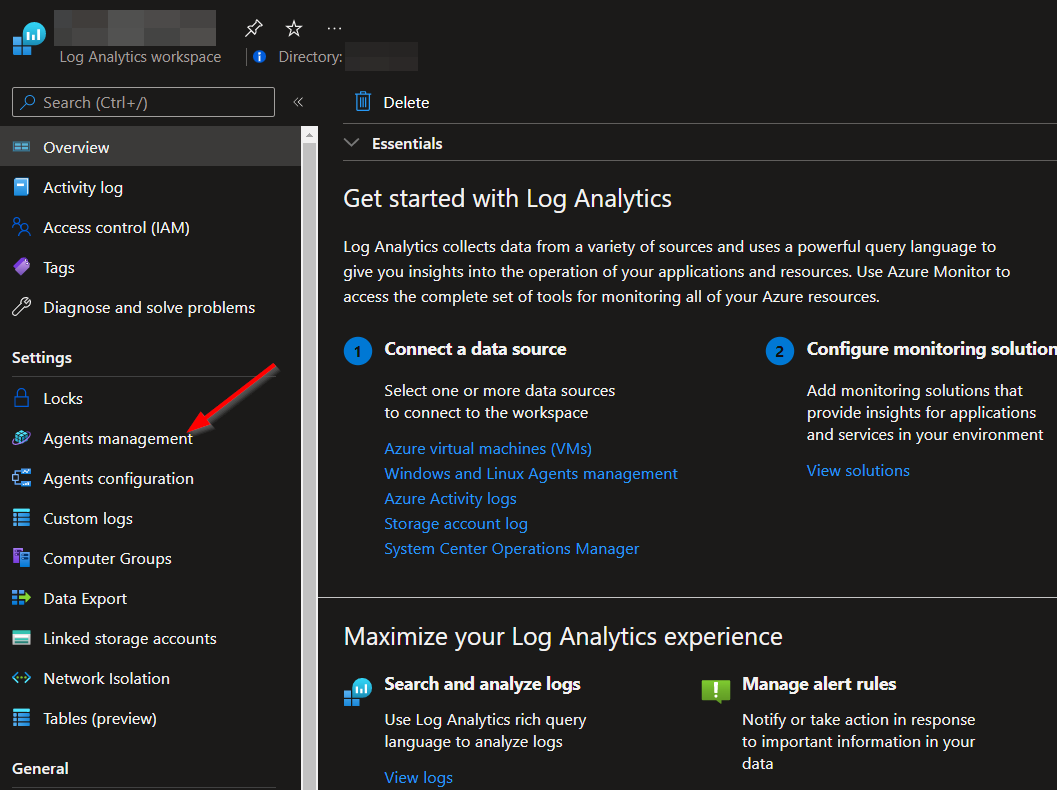 Log Analytics workspace
Directory:
Search (Ctrl+/)
«
Overview
Activity log
Access control (IAM)
Tags
Diagnose and solve problems
Settings
Locks
Agents management
Agents configuration
Custom logs
Computer Groups
Data Export
Linked storage accounts
Network Isolation
Tables (preview)
General
Delete
Essentials
Get started with Log Analytics
Log Analytics collects data from a variety of sources and uses a powerful query language to
give you insights into the operation of your applications and resources. Use Azure Monitor to
access the complete set of tools for monitoring all of your Azure resources.
1
Connect a data source
Select one or more data sources
to connect to the workspace
Azure virtual machines (VMs)
Windows and Linux Agents management
Azure Activity logs
Storage account log
System Center Operations Manager
2
Configure monitoring solution
Add monitoring solutions that
provide insights for applications
and services in your environment
View solutions
Maximize your Log Analytics experience
Search and analyze logs
Use Log Analytics rich query
language to analyze logs
View logs
Manage alert rules
Notify or take action in response
to important information in your
data